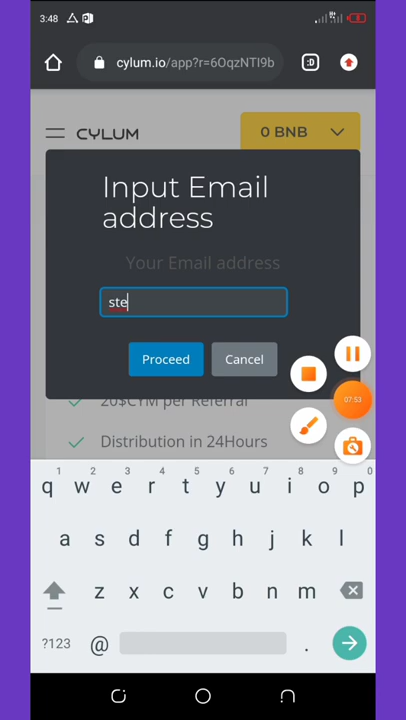 3:48
:D
cylum.io/app?r=6OqzNTI9b
CYLUM
0 BNB
Input Email
address
Your Email address
ste
Proceed
Cancel
20$CYM per Referral
07:53
Distribution in 24Hours
1 2 3 4 5 6 7 8 9 0
q w e r t y u i o p
a s d f g h j k l
z x c v b n m
?123 @ .